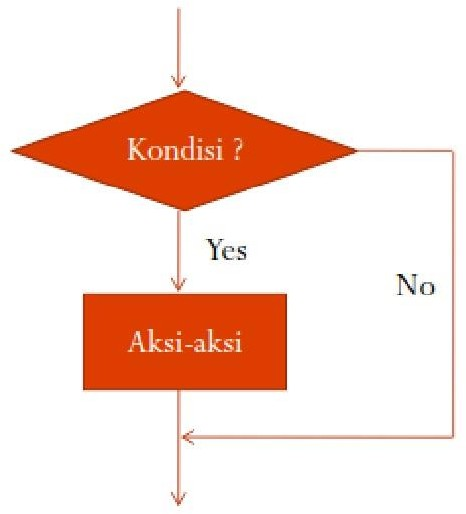 Kondisi ?
Yes
No
Aksi-aksi